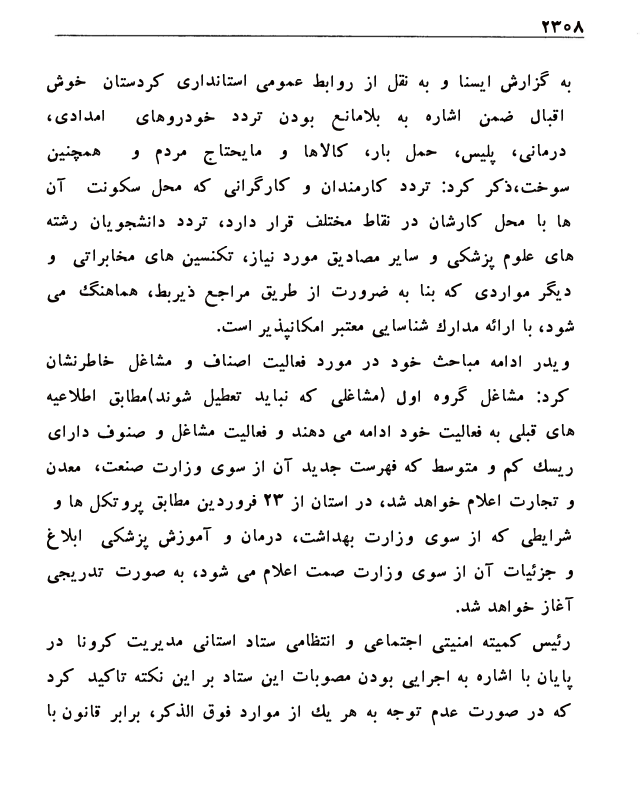 ۲۳۰۸
به گزارش ایسنا و به نقل از روابط عمومی استانداری کردستان خوش
اقبال ضمن اشاره به بلامانع بودن تردد خودروهای امدادی،
درمانی، پلیس، حمل بار، کالاها و مایحتاج مردم و همچنین
سوخت،ذکر کرد: تردد کارمندان و کارگرانی که محل سکونت آن
ها با محل کارشان در نقاط مختلف قرار دارد، تردد دانشجویان رشته
های علوم پزشکی و سایر مصادیق مورد نیاز، تکنسین های مخابراتی و
دیگر مواردی که بنا به ضرورت از طریق مراجع ذیربط، هماهنگ می
شود، با ارائه مدارك شناسایی معتبر امکانپذیر است.
ویدر ادامه مباحث خود در مورد فعالیت اصناف و مشاغل خاطرنشان
کرد: مشاغل گروه اول (مشاغلی که نباید تعطیل شوند)مطابق اطلاعیه
های قبلی به فعالیت خود ادامه می دهند و فعالیت مشاغل و صنوف دارای
ریسك کم و متوسط که فهرست جدید آن از سوی وزارت صنعت، معدن
و تجارت اعلام خواهد شد، در استان از ۲۳ فروردین مطابق پروتکل ها و
شرایطی که از سوی وزارت بهداشت، درمان و آموزش پزشکی ابلاغ
و جزئیات آن از سوی وزارت صمت اعلام می شود، به صورت تدریجی
آغاز خواهد شد.
رئیس کمیته امنیتی اجتماعی و انتظامی ستاد استانی مدیریت کرونا در
پایان با اشاره به اجرایی بودن مصوبات این ستاد بر این نکته تاکید کرد
که در صورت عدم توجه به هر یك از موارد فوق الذکر، برابر قانون با